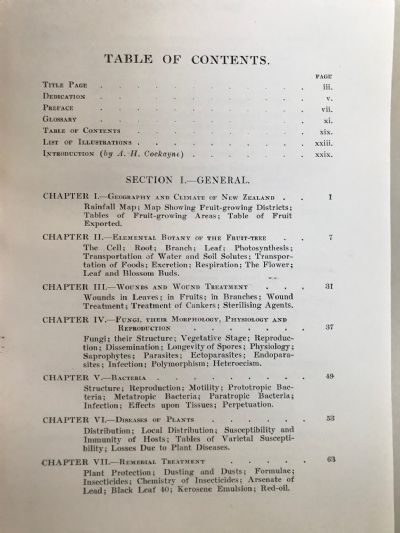 TABLE OF CONTENTS.
PAGE
TITLE PAGE . . . . . . . . . iii.
DEDICATION . . . . . . . . . v.
PREFACE . . . . . . . . . vii.
GLOSSARY . . . . . . . . . xi.
TABLE OF CONTENTS . . . . . . . xix.
LIST OF ILLUSTRATIONS . . . . . . xxiii.
INTRODUCTION (by A. H. Cockayne) . . . . . xxix.
SECTION I.—GENERAL.
CHAPTER I.—GEOGRAPHY AND CLIMATE OF NEW ZEALAND . . 1
Rainfall Map; Map Showing Fruit-growing Districts;
Tables of Fruit-growing Areas; Table of Fruit
Exported.
CHAPTER II.—ELEMENTAL BOTANY OF THE FRUIT-TREE . . 7
The Cell; Root; Branch; Leaf; Photosynthesis;
Transportation of Water and Soil Solutes; Transpor-
tation of Foods; Excretion; Respiration; The Flower;
Leaf and Blossom Buds.
CHAPTER III.—WOUNDS AND WOUND TREATMENT . . . 31
Wounds in Leaves; in Fruits; in Branches; Wound
Treatment; Treatment of Cankers; Sterilising Agents.
CHAPTER IV.—FUNGI, THEIR MORPHOLOGY, PHYSIOLOGY AND
REPRODUCTION . . . . . . 37
Fungi; their Structure; Vegetative Stage; Reproduc-
tion; Dissemination; Longevity of Spores; Physiology;
Saprophytes; Parasites; Ectoparasites; Endopara-
sites; Infection; Polymorphism; Heteroecism.
CHAPTER V.—BACTERIA . . . . . . . 49
Structure; Reproduction; Motility; Prototropic Bac-
teria; Metatropic Bacteria; Paratropic Bacteria;
Infection; Effects upon Tissues; Perpetuation.
CHAPTER VI.—DISEASES OF PLANTS . . . . . 53
Distribution; Local Distribution; Susceptibility and
Immunity of Hosts; Tables of Varietal Suscepti-
bility; Losses Due to Plant Diseases.
CHAPTER VII.—REMEDIAL TREATMENT . . . . . 63
Plant Protection; Dusting and Dusts; Formulae;
Insecticides; Chemistry of Insecticides; Arsenate of
Lead; Black Leaf 40; Kerosene Emulsion; Red-oil.